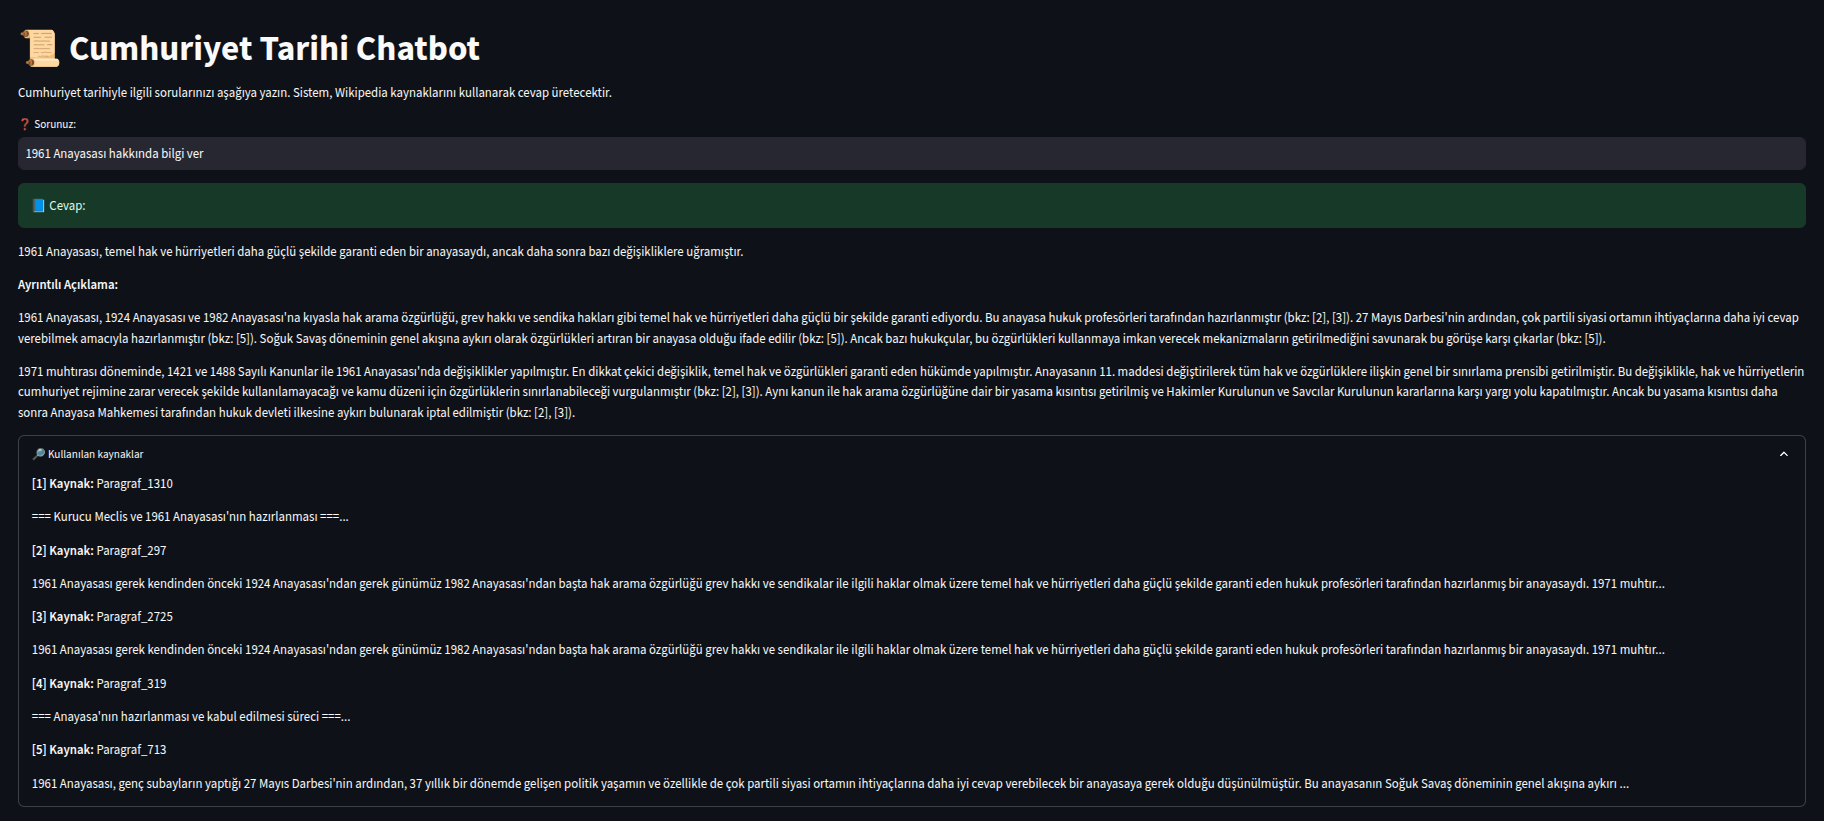 📜 Cumhuriyet Tarihi Chatbot
Cumhuriyet tarihiyle ilgili sorularınızı aşağıya yazın. Sistem, Wikipedia kaynaklarını kullanarak cevap üretecektir.
❓ Sorunuz:
1961 Anayasası hakkında bilgi ver
📘 Cevap:
1961 Anayasası, temel hak ve hürriyetleri daha güçlü şekilde garanti eden bir anayasaydı, ancak daha sonra bazı değişikliklere uğramıştır.
Ayrıntılı Açıklama:
1961 Anayasası, 1924 Anayasası ve 1982 Anayasası'na kıyasla hak arama özgürlüğü, grev hakkı ve sendika hakları gibi temel hak ve hürriyetleri daha güçlü bir şekilde garanti ediyordu. Bu anayasa hukuk profesörleri tarafından hazırlanmıştır (bkz: [2], [3]). 27 Mayıs Darbesi'nin ardından, çok partili siyasi ortamın ihtiyaçlarına daha iyi cevap
verebilmek amacıyla hazırlanmıştır (bkz: [5]). Soğuk Savaş döneminin genel akışına aykırı olarak özgürlükleri artıran bir anayasa olduğu ifade edilir (bkz: [5]). Ancak bazı hukukçular, bu özgürlükleri kullanmaya imkan verecek mekanizmaların getirilmediğini savunarak bu görüşe karşı çıkarlar (bkz: [5]).
1971 muhtırası döneminde, 1421 ve 1488 Sayılı Kanunlar ile 1961 Anayasası'nda değişiklikler yapılmıştır. En dikkat çekici değişiklik, temel hak ve özgürlükleri garanti eden hükümde yapılmıştır. Anayasanın 11. maddesi değiştirilerek tüm hak ve özgürlüklere ilişkin genel bir sınırlama prensibi getirilmiştir. Bu değişiklikle, hak ve hürriyetlerin
cumhuriyet rejimine zarar verecek şekilde kullanılamayacağı ve kamu düzeni için özgürlüklerin sınırlanabileceği vurgulanmıştır (bkz: [2], [3]). Aynı kanun ile hak arama özgürlüğüne dair bir yasama kısıntısı getirilmiş ve Hakimler Kurulunun ve Savcılar Kurulunun kararlarına karşı yargı yolu kapatılmıştır. Ancak bu yasama kısıntısı daha
sonra Anayasa Mahkemesi tarafından hukuk devleti ilkesine aykırı bulunarak iptal edilmiştir (bkz: [2], [3]).
🔎 Kullanılan kaynaklar
[1] Kaynak: Paragraf_1310
=== Kurucu Meclis ve 1961 Anayasası'nın hazırlanması ===...
[2] Kaynak: Paragraf_297
1961 Anayasası gerek kendinden önceki 1924 Anayasası'ndan gerek günümüz 1982 Anayasası'ndan başta hak arama özgürlüğü grev hakkı ve sendikalar ile ilgili haklar olmak üzere temel hak ve hürriyetleri daha güçlü şekilde garanti eden hukuk profesörleri tarafından hazırlanmış bir anayasaydı. 1971 muhtır...
[3] Kaynak: Paragraf_2725
1961 Anayasası gerek kendinden önceki 1924 Anayasası'ndan gerek günümüz 1982 Anayasası'ndan başta hak arama özgürlüğü grev hakkı ve sendikalar ile ilgili haklar olmak üzere temel hak ve hürriyetleri daha güçlü şekilde garanti eden hukuk profesörleri tarafından hazırlanmış bir anayasaydı. 1971 muhtır...
[4] Kaynak: Paragraf_319
=== Anayasa'nın hazırlanması ve kabul edilmesi süreci ===...
[5] Kaynak: Paragraf_713
1961 Anayasası, genç subayların yaptığı 27 Mayıs Darbesi'nin ardından, 37 yıllık bir dönemde gelişen politik yaşamın ve özellikle de çok partili siyasi ortamın ihtiyaçlarına daha iyi cevap verebilecek bir anayasaya gerek olduğu düşünülmüştür. Bu anayasanın Soğuk Savaş döneminin genel akışına aykırı ...